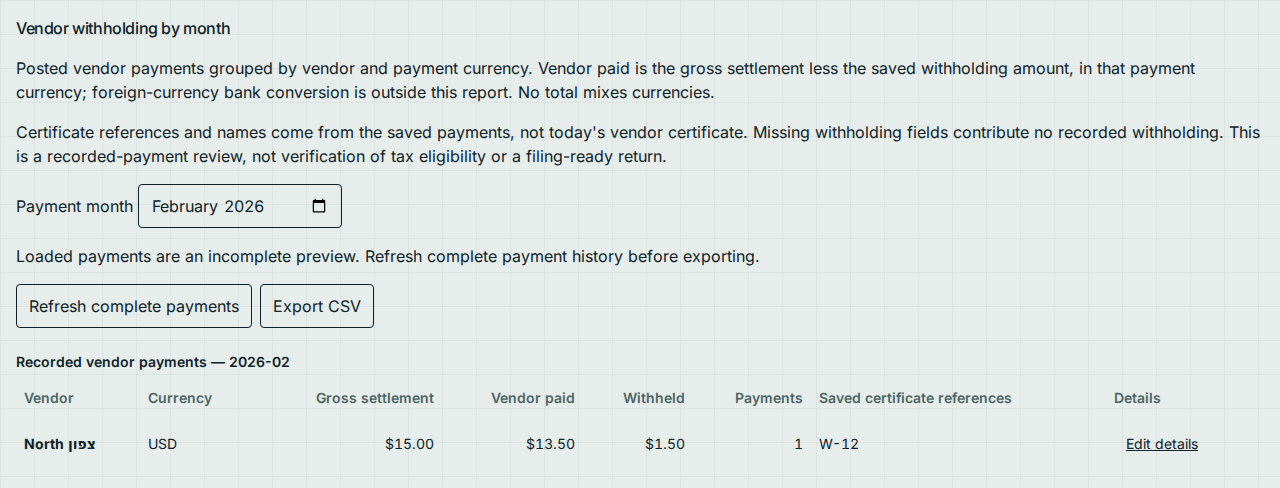 Vendor withholding by month
Posted vendor payments grouped by vendor and payment currency. Vendor paid is the gross settlement less the saved withholding amount, in that payment
currency; foreign-currency bank conversion is outside this report. No total mixes currencies.
Certificate references and names come from the saved payments, not today's vendor certificate. Missing withholding fields contribute no recorded withholding. This
is a recorded-payment review, not verification of tax eligibility or a filing-ready return.
Payment month February 2026
Loaded payments are an incomplete preview. Refresh complete payment history before exporting.
Refresh complete payments Export CSV
Recorded vendor payments — 2026-02
Vendor Currency Gross settlement Vendor paid Withheld Payments Saved certificate references Details
North צפון USD $15.00 $13.50 $1.50 1 W-12 Edit details